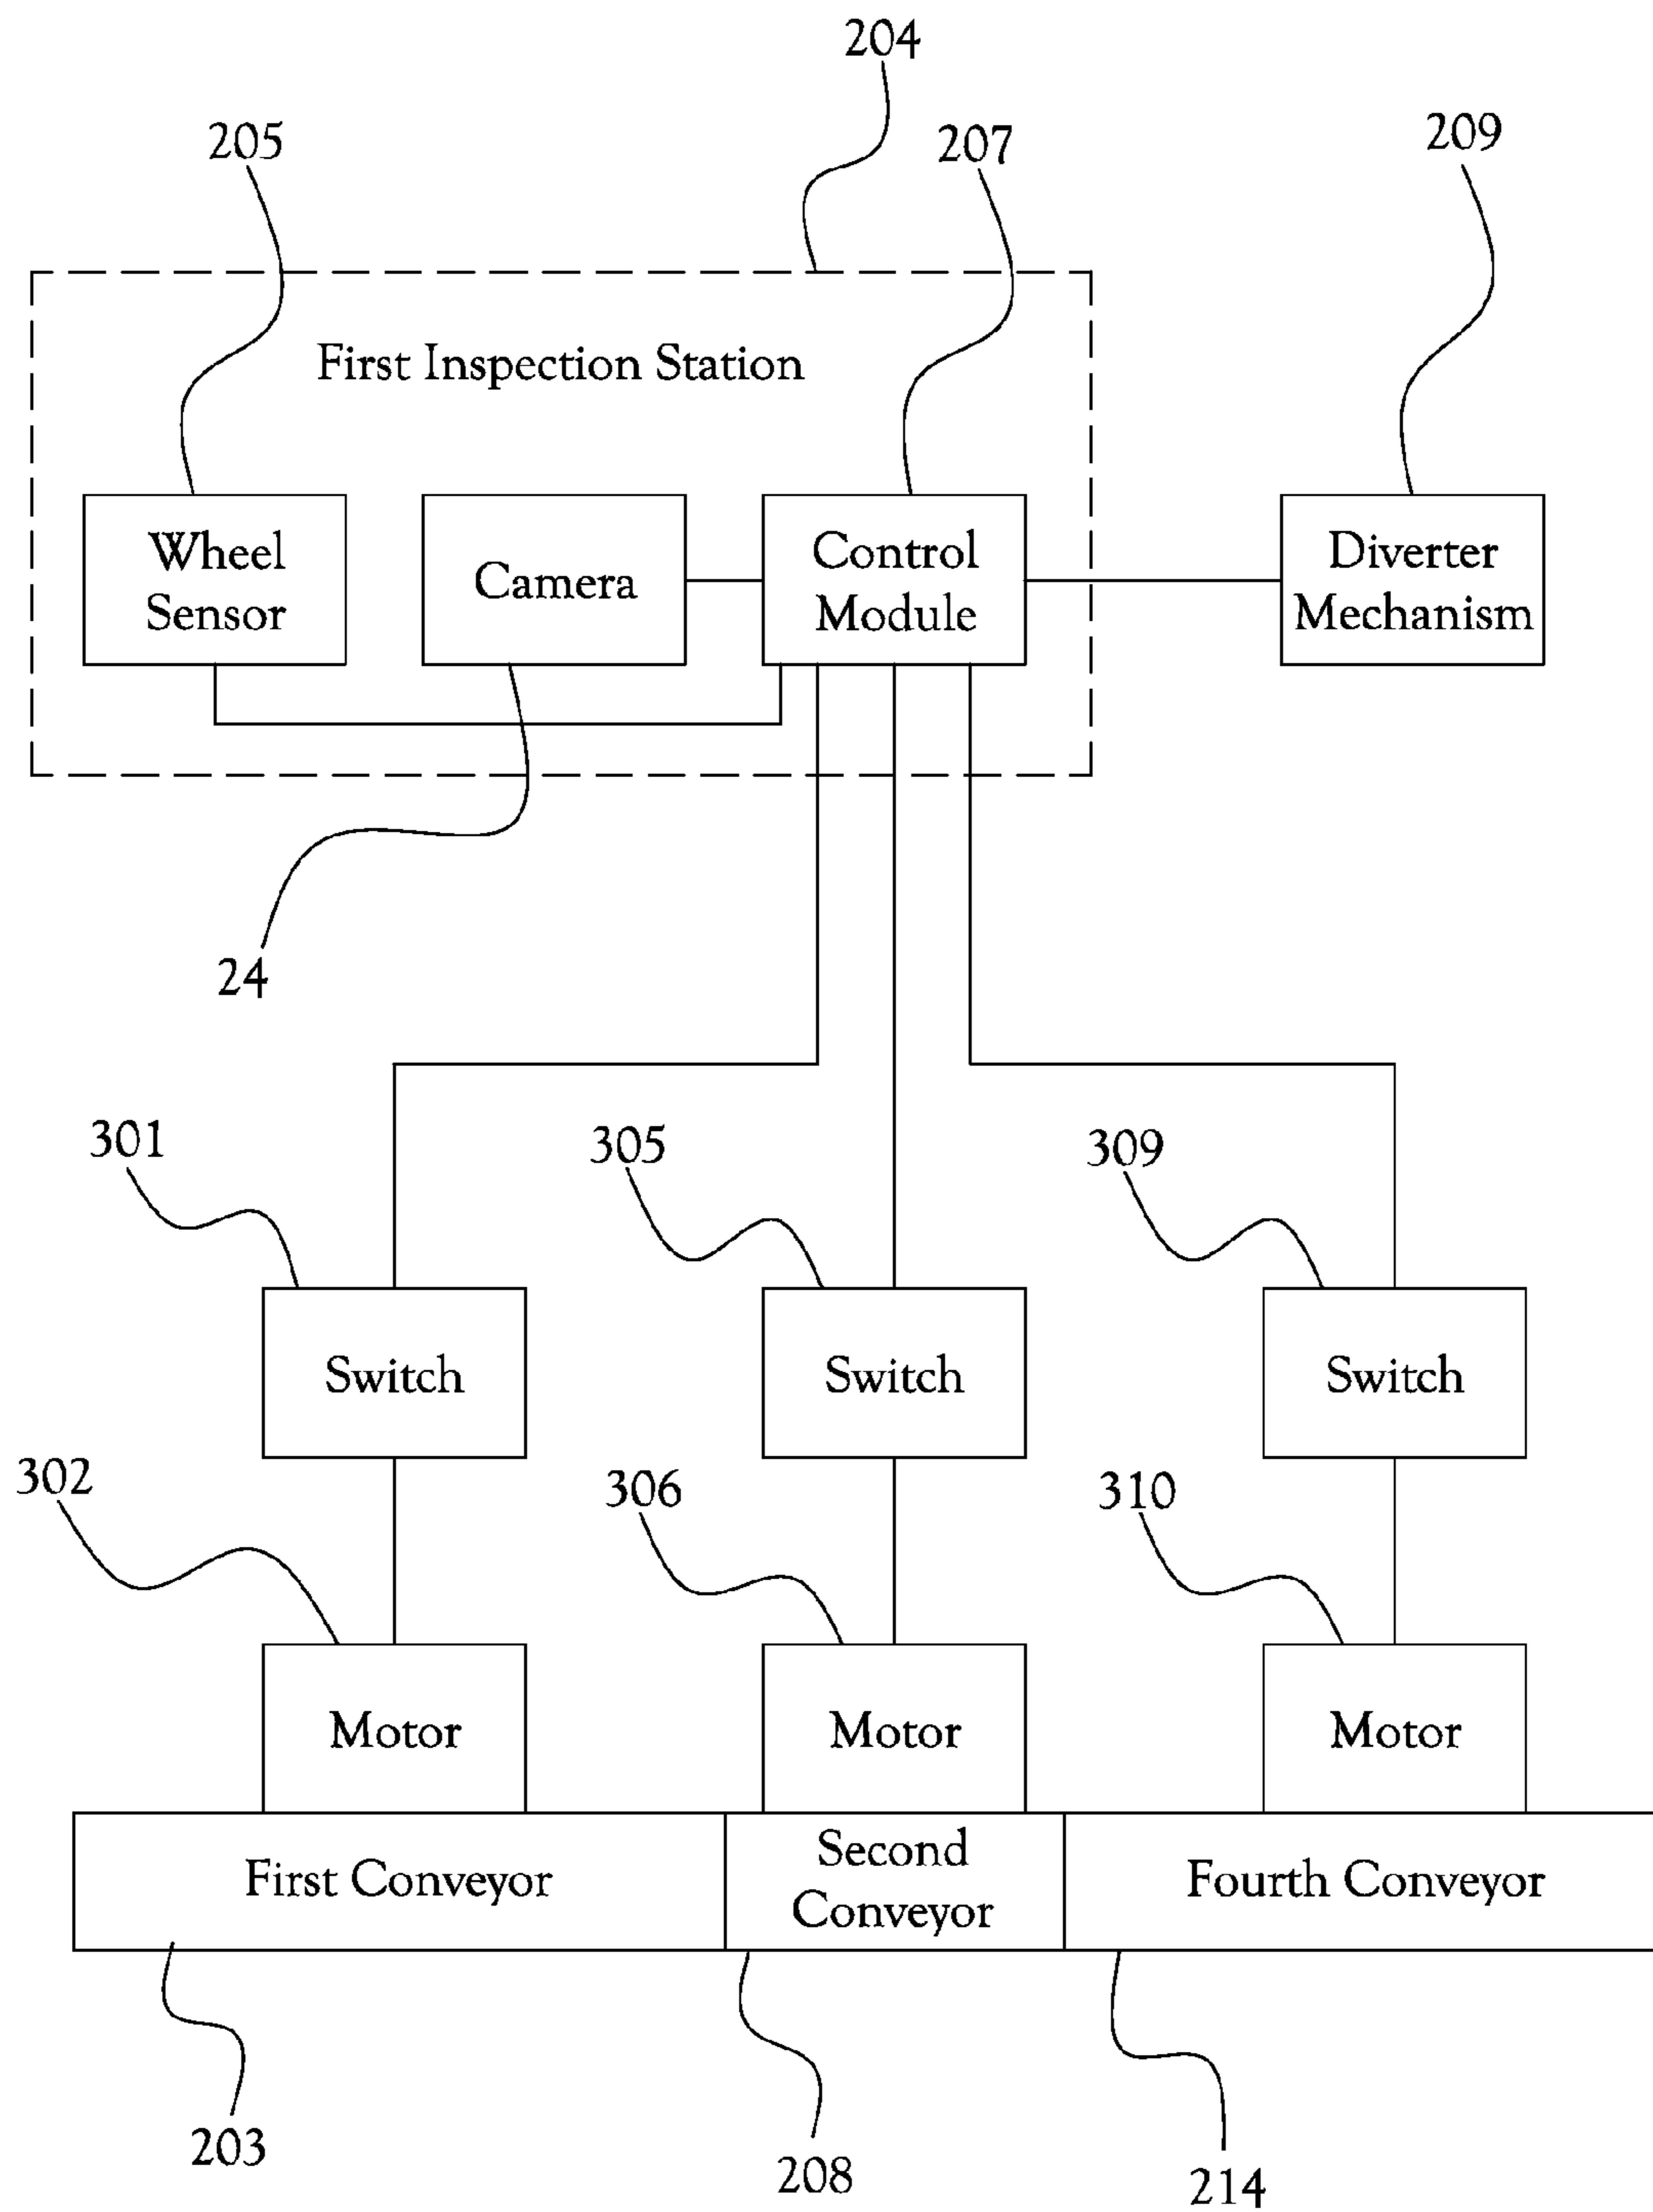 204
205
207
209
First Inspection Station
Wheel
Sensor
Camera
Control
Module
Diverter
Mechanism
24
301
305
309
Switch
Switch
Switch
302
306
310
Motor
Motor
Motor
First Conveyor
Second
Conveyor
Fourth Conveyor
203
208
214